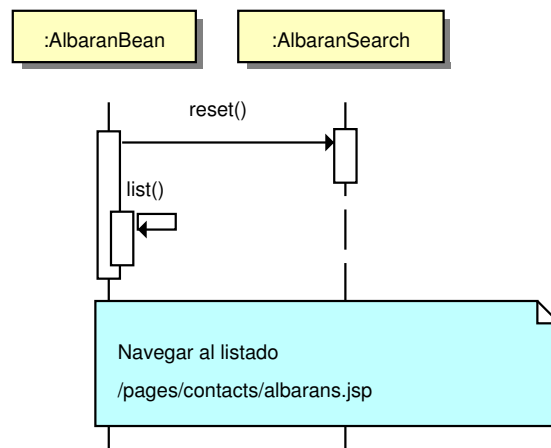 :AlbaranBean
:AlbaranSearch
reset()
list()
Navegar al listado
/pages/contacts/albarans.jsp